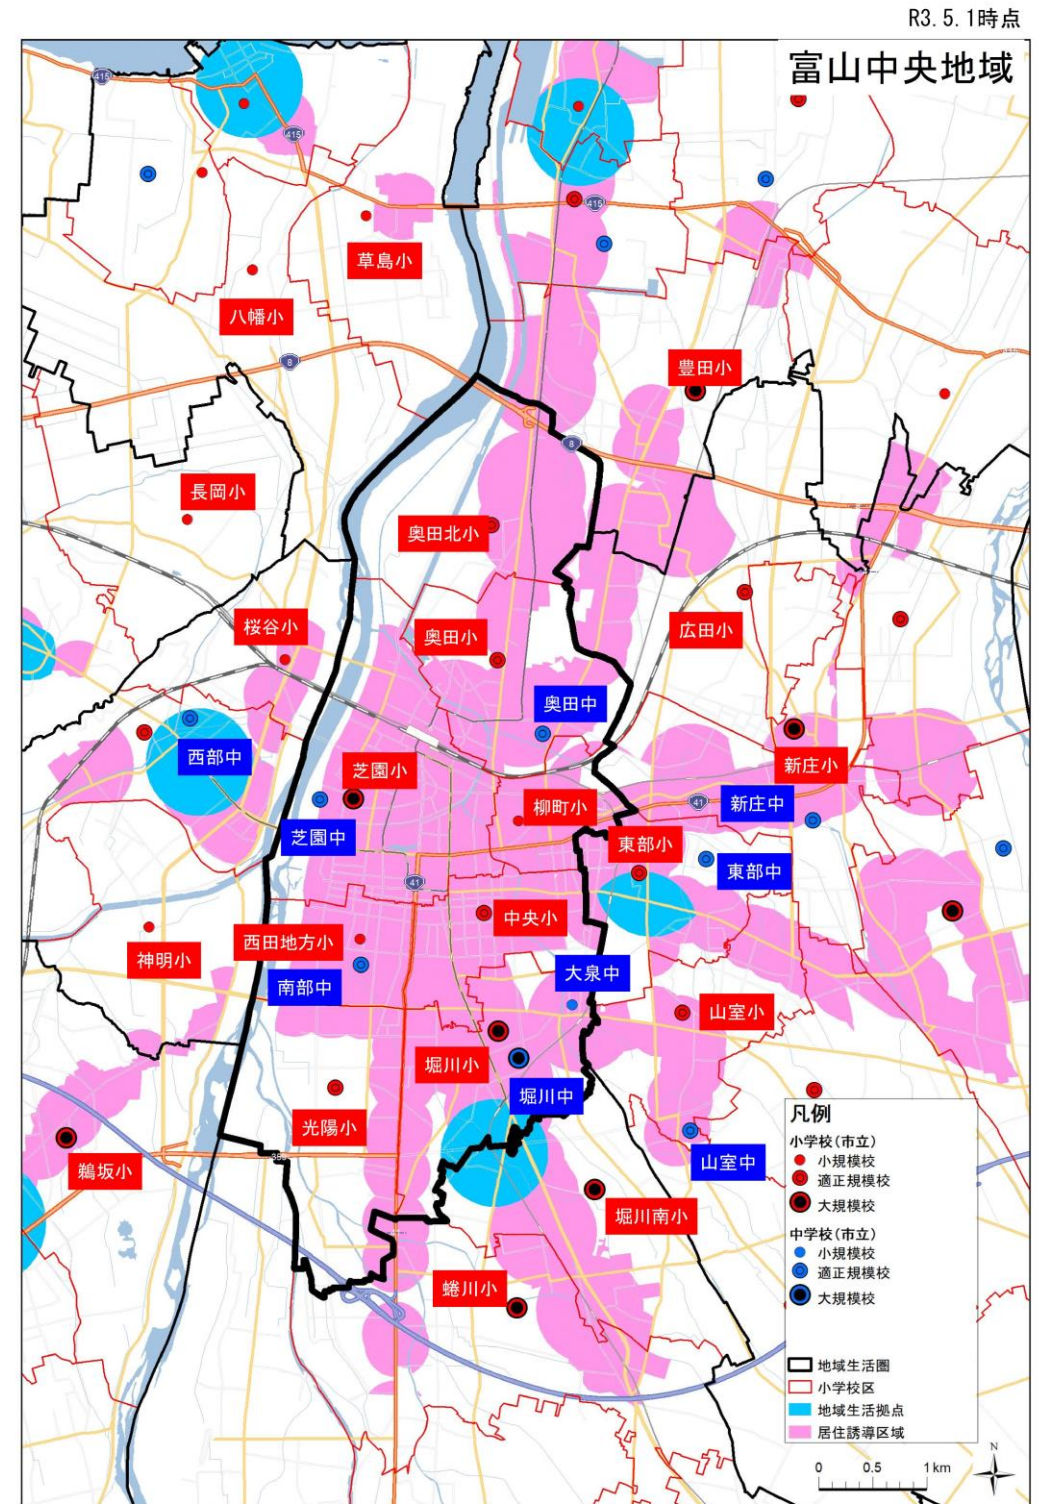 R3.5.1時点
富山中央地域
415
415
415
草島小
八幡小
8
豊田小
8
長岡小
奥田北小
桜谷小
奥田小
広田小
奥田中
西部中
芝園小
新庄小
柳町小
41
新庄中
芝園中
東部小
東部中
41
中央小
西田地方小
神明小
大泉中
南部中
山室小
堀川小
堀川中
光陽小
359
山室中
鵜坂小
堀川南小
蜷川小
凡例
小学校(市立)
小規模校
適正規模校
大規模校
中学校(市立)
小規模校
適正規模校
大規模校
地域生活圏
小学校区
地域生活拠点
居住誘導区域
N
0 0.5 1km